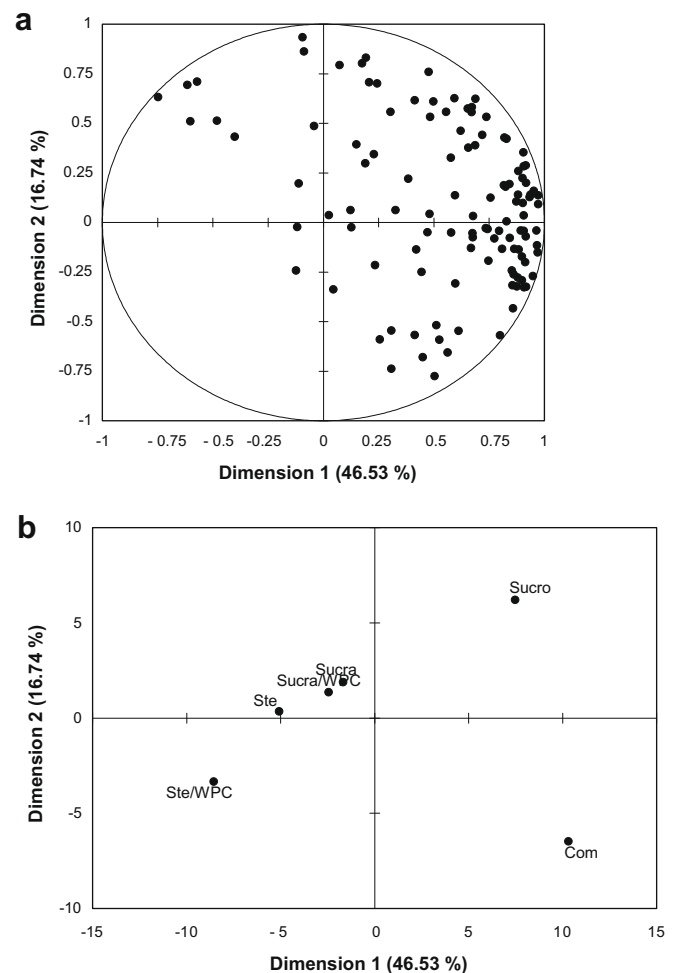 a
1
0.75
0.5
0.25
0
-0.25
-0.5
-0.75
-1
Dimension 2 (16.74 %)
-1 - 0.75 - 0.5 -0.25 0 0.25 0.5 0.75 1
Dimension 1 (46.53 %)
b
10
5
0
-5
-10
Dimension 2 (16.74 %)
Sucro
Sucra
Sucra/WPC
Ste
Ste/WPC
Com
-15 -10 - 5 0 5 10 15
Dimension 1 (46.53 %)